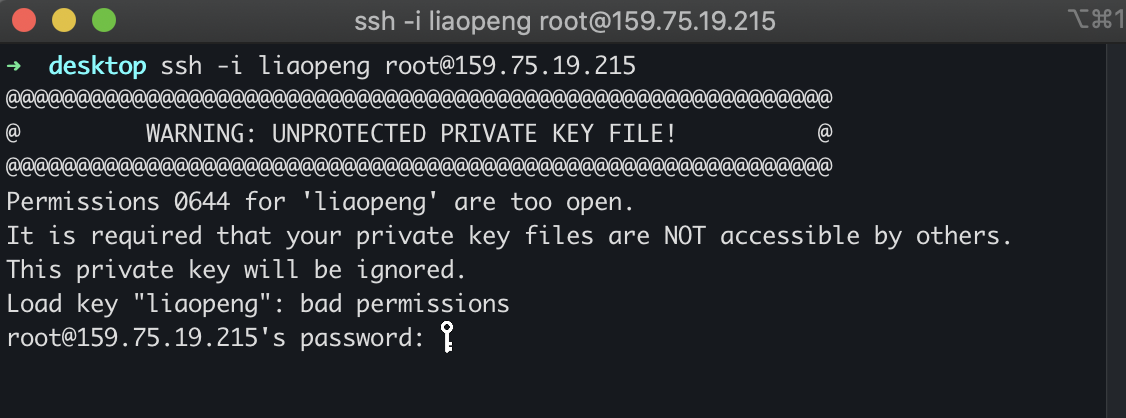 ssh -i liaopeng root@159.75.19.215
⌥⌘1
➜ desktop ssh -i liaopeng root@159.75.19.215
@@@@@@@@@@@@@@@@@@@@@@@@@@@@@@@@@@@@@@@@@@@@@@@@@@@@@@@@@@@
@         WARNING: UNPROTECTED PRIVATE KEY FILE!          @
@@@@@@@@@@@@@@@@@@@@@@@@@@@@@@@@@@@@@@@@@@@@@@@@@@@@@@@@@@@
Permissions 0644 for 'liaopeng' are too open.
It is required that your private key files are NOT accessible by others.
This private key will be ignored.
Load key "liaopeng": bad permissions
root@159.75.19.215's password: